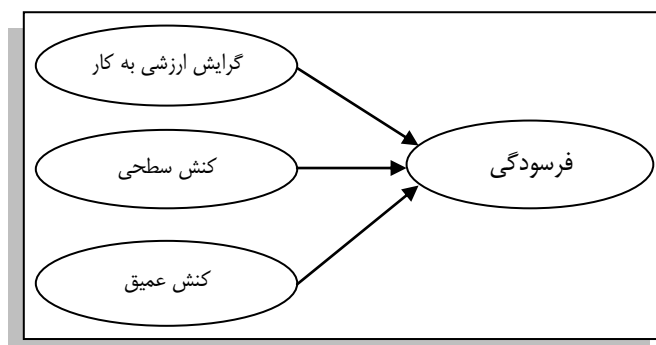 گرایش ارزشی به کار
کنش سطحی
فرسودگی
کنش عمیق